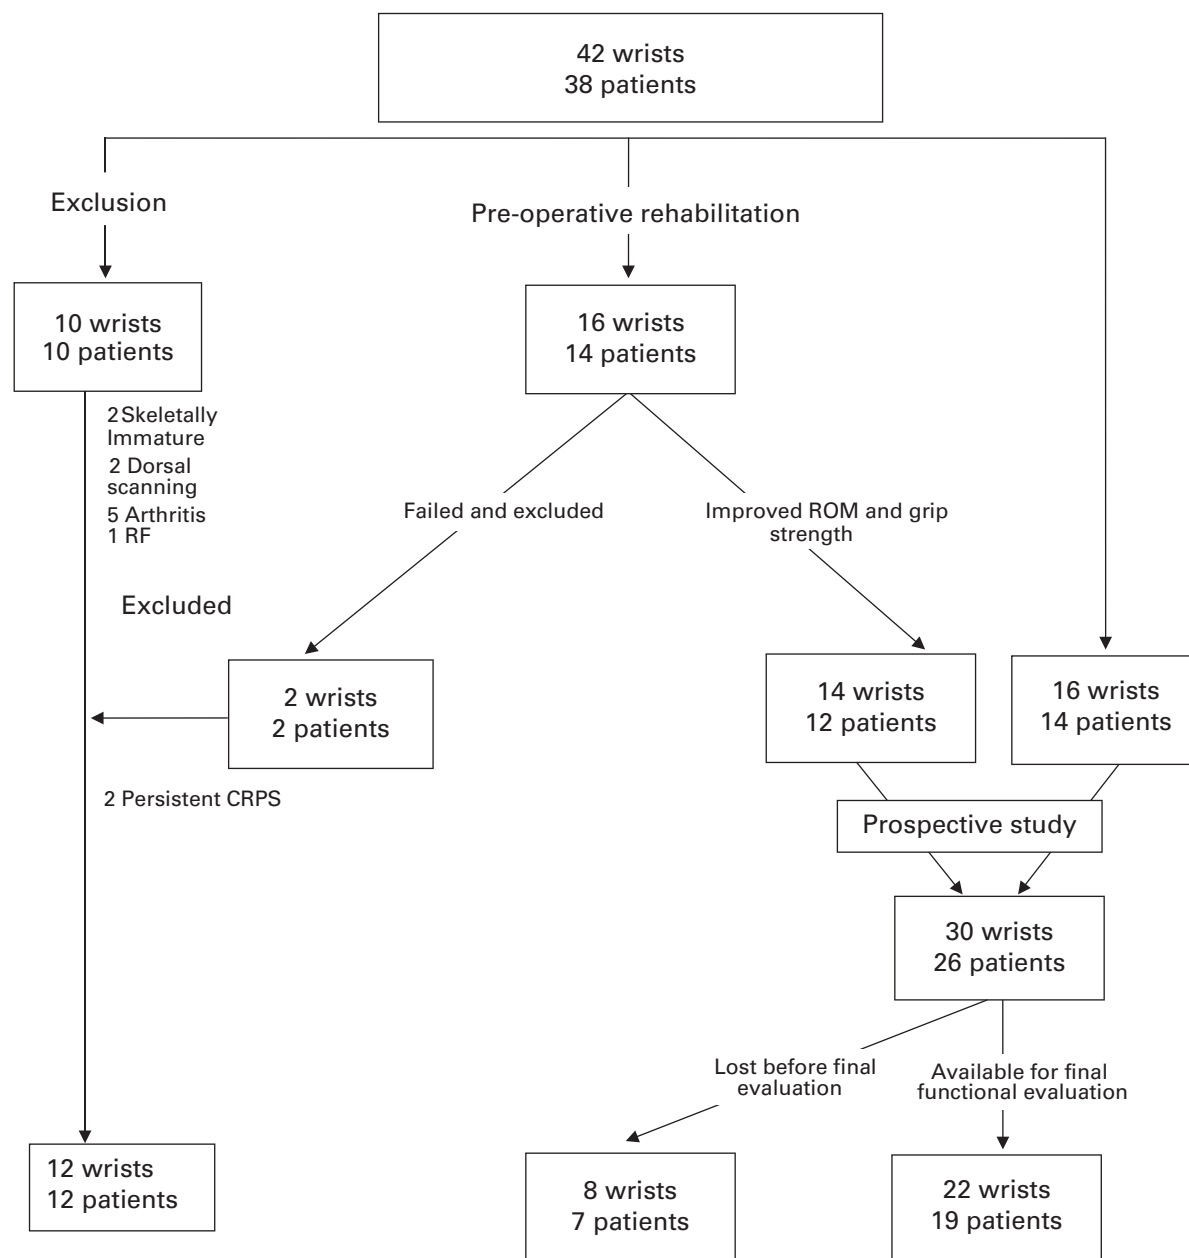 42 wrists
38 patients
Exclusion
Pre-operative rehabilitation
10 wrists
10 patients
16 wrists
14 patients
2 Skeletally
Immature
2 Dorsal
scanning
5 Arthritis
1 RF
Failed and excluded
Improved ROM and grip
strength
Excluded
2 wrists
2 patients
14 wrists
12 patients
16 wrists
14 patients
2 Persistent CRPS
Prospective study
30 wrists
26 patients
Lost before final
evaluation
Available for final
functional evaluation
12 wrists
12 patients
8 wrists
7 patients
22 wrists
19 patients